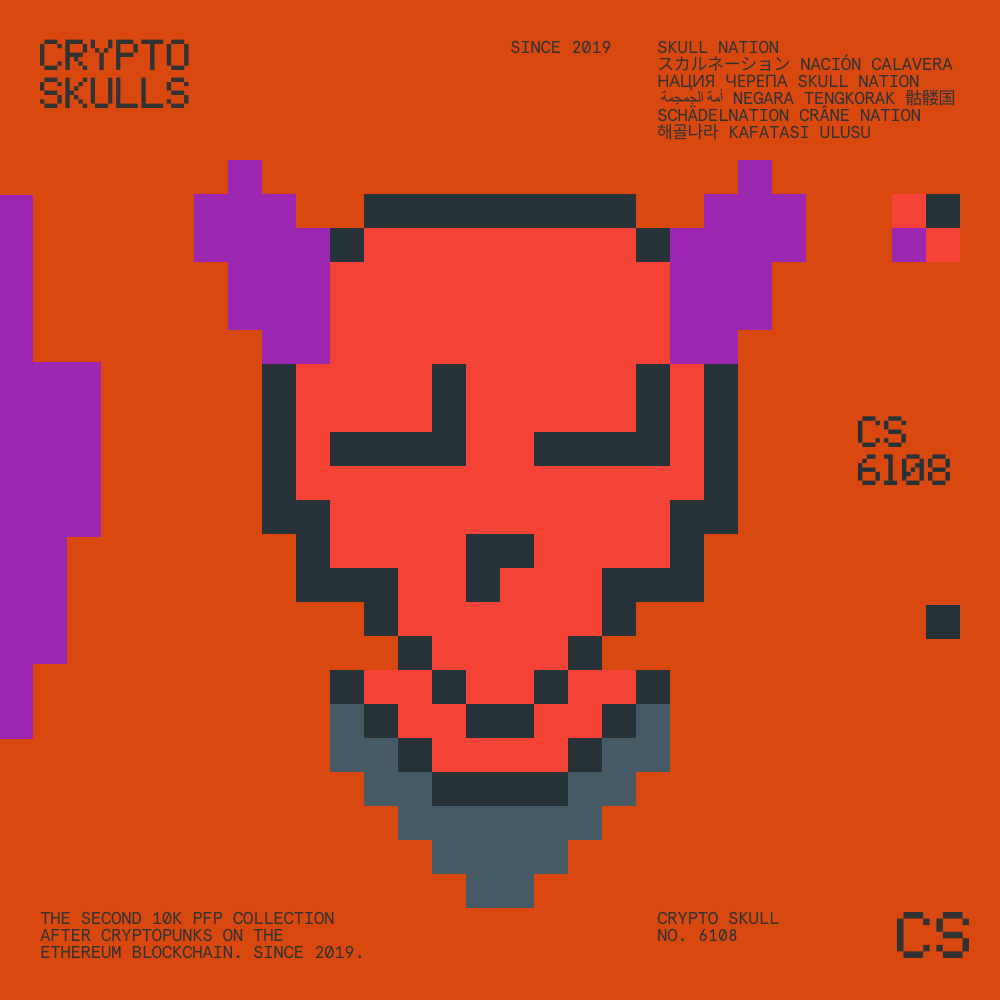 CRYPTO
SKULLS
SINCE 2019
SKULL NATION
スカルネーション NACIÓN CALAVERA
НАЦИЯ ЧЕРЕПА SKULL NATION
أمة الجمجمة NEGARA TENGKORAK 骷髅国
SCHÄDELNATION CRÂNE NATION
해골나라 KAFATASI ULUSU
CS
6108
THE SECOND 10K PFP COLLECTION
AFTER CRYPTOPUNKS ON THE
ETHEREUM BLOCKCHAIN. SINCE 2019.
CRYPTO SKULL
NO. 6108
CS